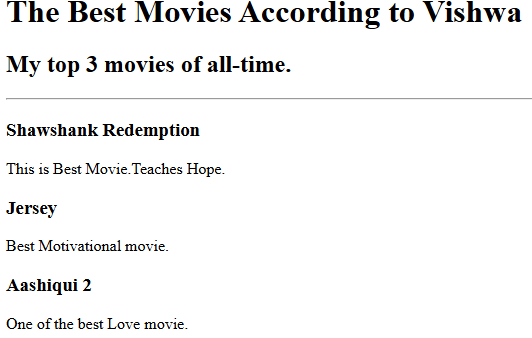 The Best Movies According to Vishwa
My top 3 movies of all-time.
Shawshank Redemption
This is Best Movie.Teaches Hope.
Jersey
Best Motivational movie.
Aashiqui 2
One of the best Love movie.